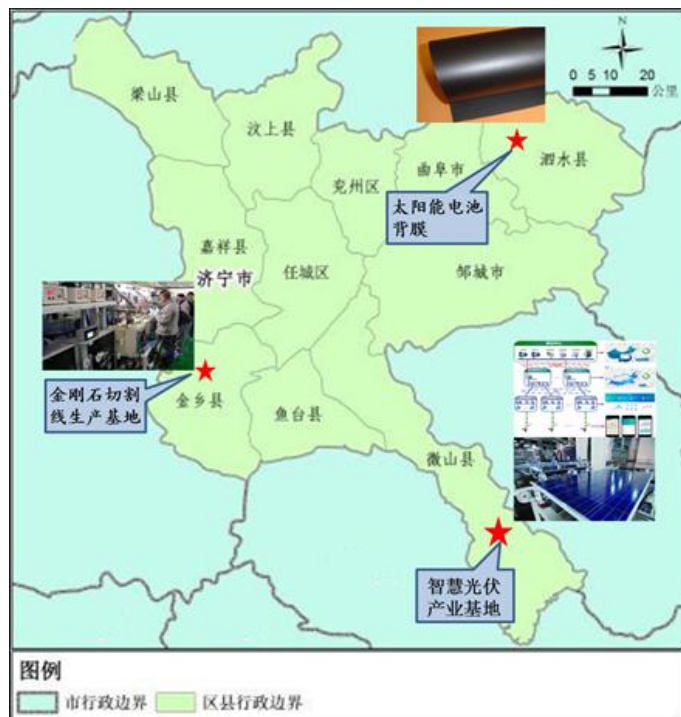 N
0 5 10 20
公里
梁山县
汶上县
兖州区
曲阜市
泗水县
太阳能电池
背膜
嘉祥县
济宁市
任城区
邹城市
金刚石切割
线生产基地
金乡县
鱼台县
微山县
智慧光伏
产业基地
图例
市行政边界
区县行政边界